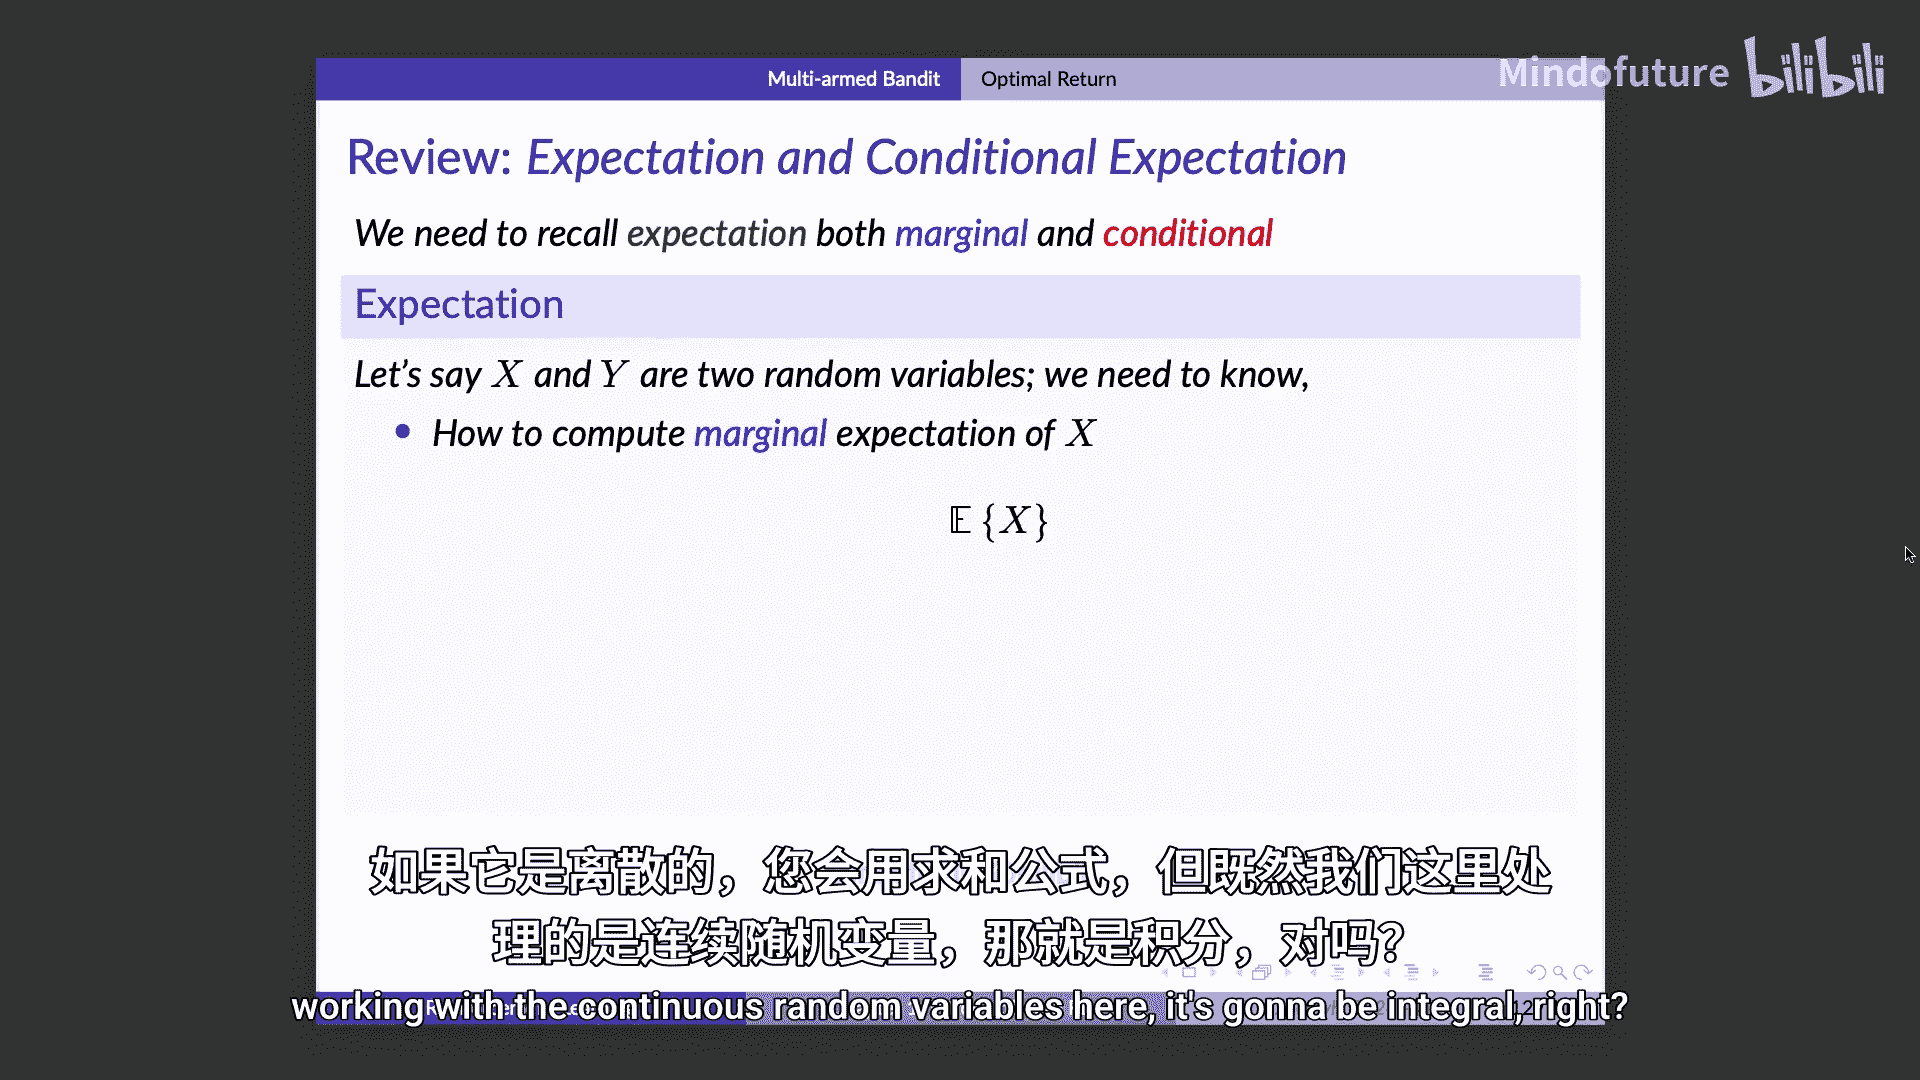 Multi-armed Bandit Optimal Return
Mindofuture bilibili
Review: Expectation and Conditional Expectation
We need to recall expectation both marginal and conditional
Expectation
Let's say X and Y are two random variables; we need to know,
• How to compute marginal expectation of X
𝔼 {X}
如果它是离散的，您会用求和公式，但既然我们这里处
理的是连续随机变量，那就是积分，对吗？
working with the continuous random variables here, it's gonna be integral, right?